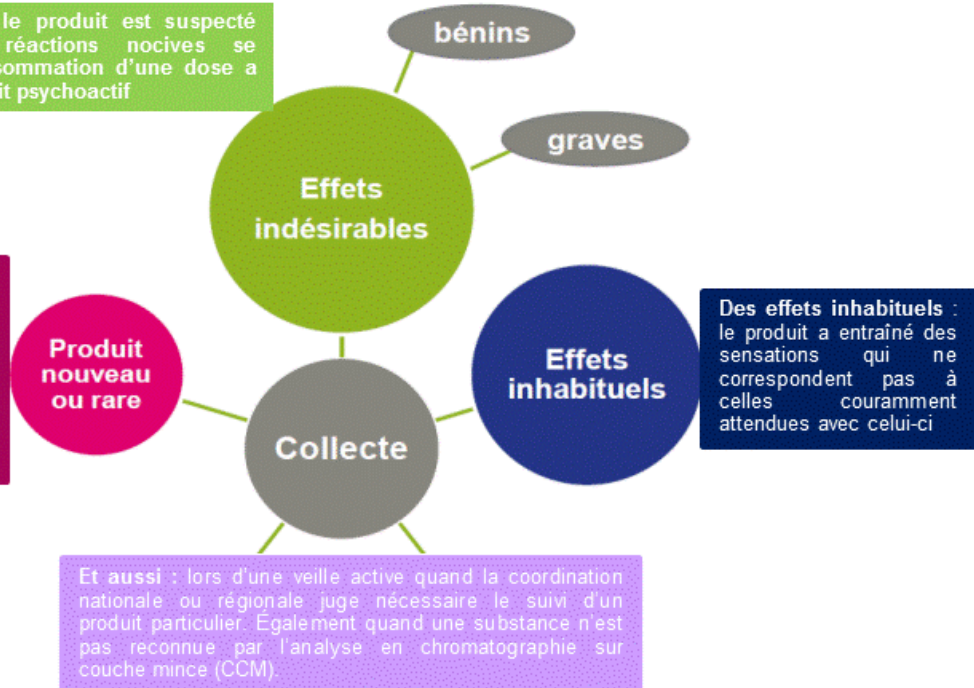 le produit est suspecté
réactions nocives se
sommation d'une dose a
it psychoactif
bénins
graves
Effets
indésirables
Produit
nouveau
ou rare
Effets
inhabituels
Des effets inhabituels :
le produit a entraîné des
sensations qui ne
correspondent pas à
celles couramment
attendues avec celui-ci
Collecte
Et aussi : lors d'une veille active quand la coordination
nationale ou régionale juge nécessaire le suivi d'un
produit particulier. Également quand une substance n'est
pas reconnue par l'analyse en chromatographie sur
couche mince (CCM).